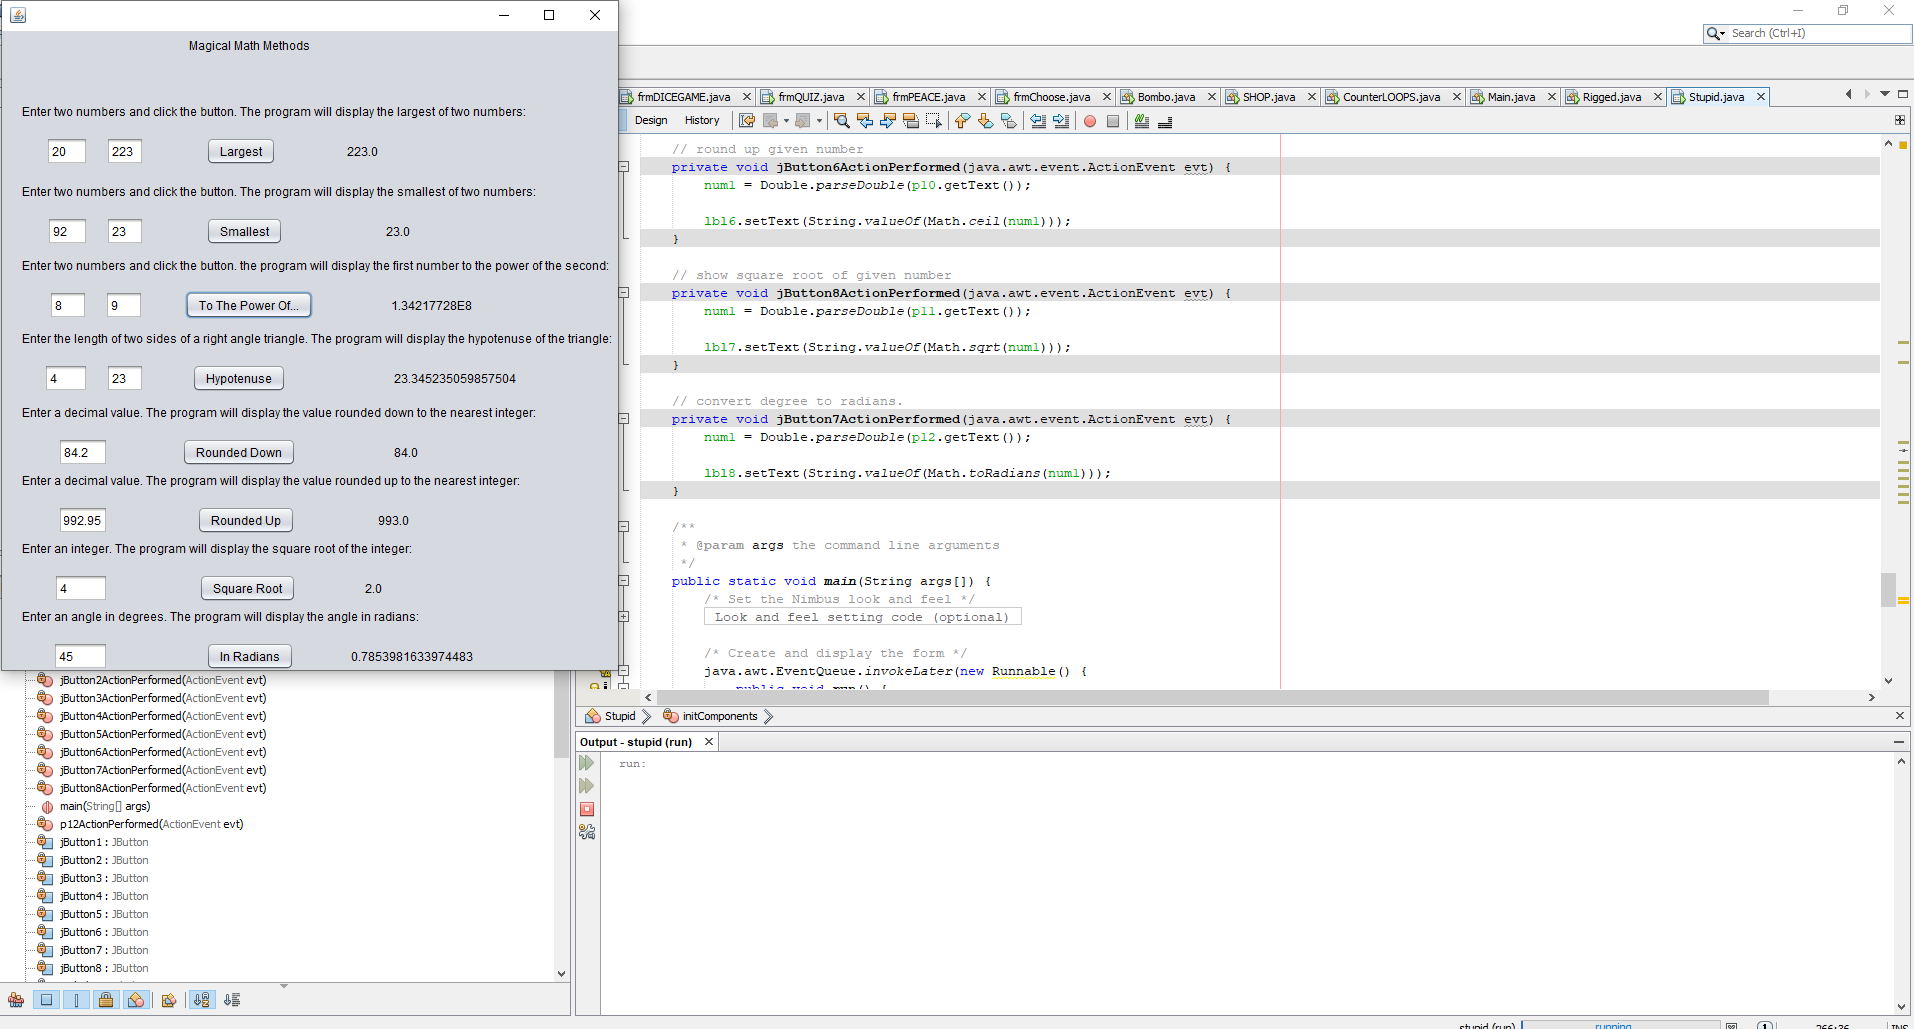 Magical Math Methods
Enter two numbers and click the button. The program will display the largest of two numbers:
20 223 Largest 223.0
Enter two numbers and click the button. The program will display the smallest of two numbers:
92 23 Smallest 23.0
Enter two numbers and click the button. the program will display the first number to the power of the second:
8 9 To The Power Of... 1.34217728E8
Enter the length of two sides of a right angle triangle. The program will display the hypotenuse of the triangle:
4 23 Hypotenuse 23.345235059857504
Enter a decimal value. The program will display the value rounded down to the nearest integer:
84.2 Rounded Down 84.0
Enter a decimal value. The program will display the value rounded up to the nearest integer:
992.95 Rounded Up 993.0
Enter an integer. The program will display the square root of the integer:
4 Square Root 2.0
Enter an angle in degrees. The program will display the angle in radians:
45 In Radians 0.7853981633974483
jButton2ActionPerformed(ActionEvent evt)
jButton3ActionPerformed(ActionEvent evt)
jButton4ActionPerformed(ActionEvent evt)
jButton5ActionPerformed(ActionEvent evt)
jButton6ActionPerformed(ActionEvent evt)
jButton7ActionPerformed(ActionEvent evt)
jButton8ActionPerformed(ActionEvent evt)
main(String[] args)
p12ActionPerformed(ActionEvent evt)
jButton1 : JButton
jButton2 : JButton
jButton3 : JButton
jButton4 : JButton
jButton5 : JButton
jButton6 : JButton
jButton7 : JButton
jButton8 : JButton
Search (Ctrl+I)
frmDICEGAME.java frmQUIZ.java frmPEACE.java frmChoose.java Bombo.java SHOP.java CounterLOOPS.java Main.java Rigged.java Stupid.java
Design History
// round up given number
private void jButton6ActionPerformed(java.awt.event.ActionEvent evt) {
num1 = Double.parseDouble(p10.getText());
lbl6.setText(String.valueOf(Math.ceil(num1)));
}
// show square root of given number
private void jButton8ActionPerformed(java.awt.event.ActionEvent evt) {
num1 = Double.parseDouble(p11.getText());
lbl7.setText(String.valueOf(Math.sqrt(num1)));
}
// convert degree to radians.
private void jButton7ActionPerformed(java.awt.event.ActionEvent evt) {
num1 = Double.parseDouble(p12.getText());
lbl8.setText(String.valueOf(Math.toRadians(num1)));
}
/**
* @param args the command line arguments
*/
public static void main(String args[]) {
/* Set the Nimbus look and feel */
Look and feel setting code (optional)
/* Create and display the form */
java.awt.EventQueue.invokeLater(new Runnable() {
public void run() {
Stupid initComponents
Output - stupid (run)
run:
stupid (run) running 1 266:36 INS